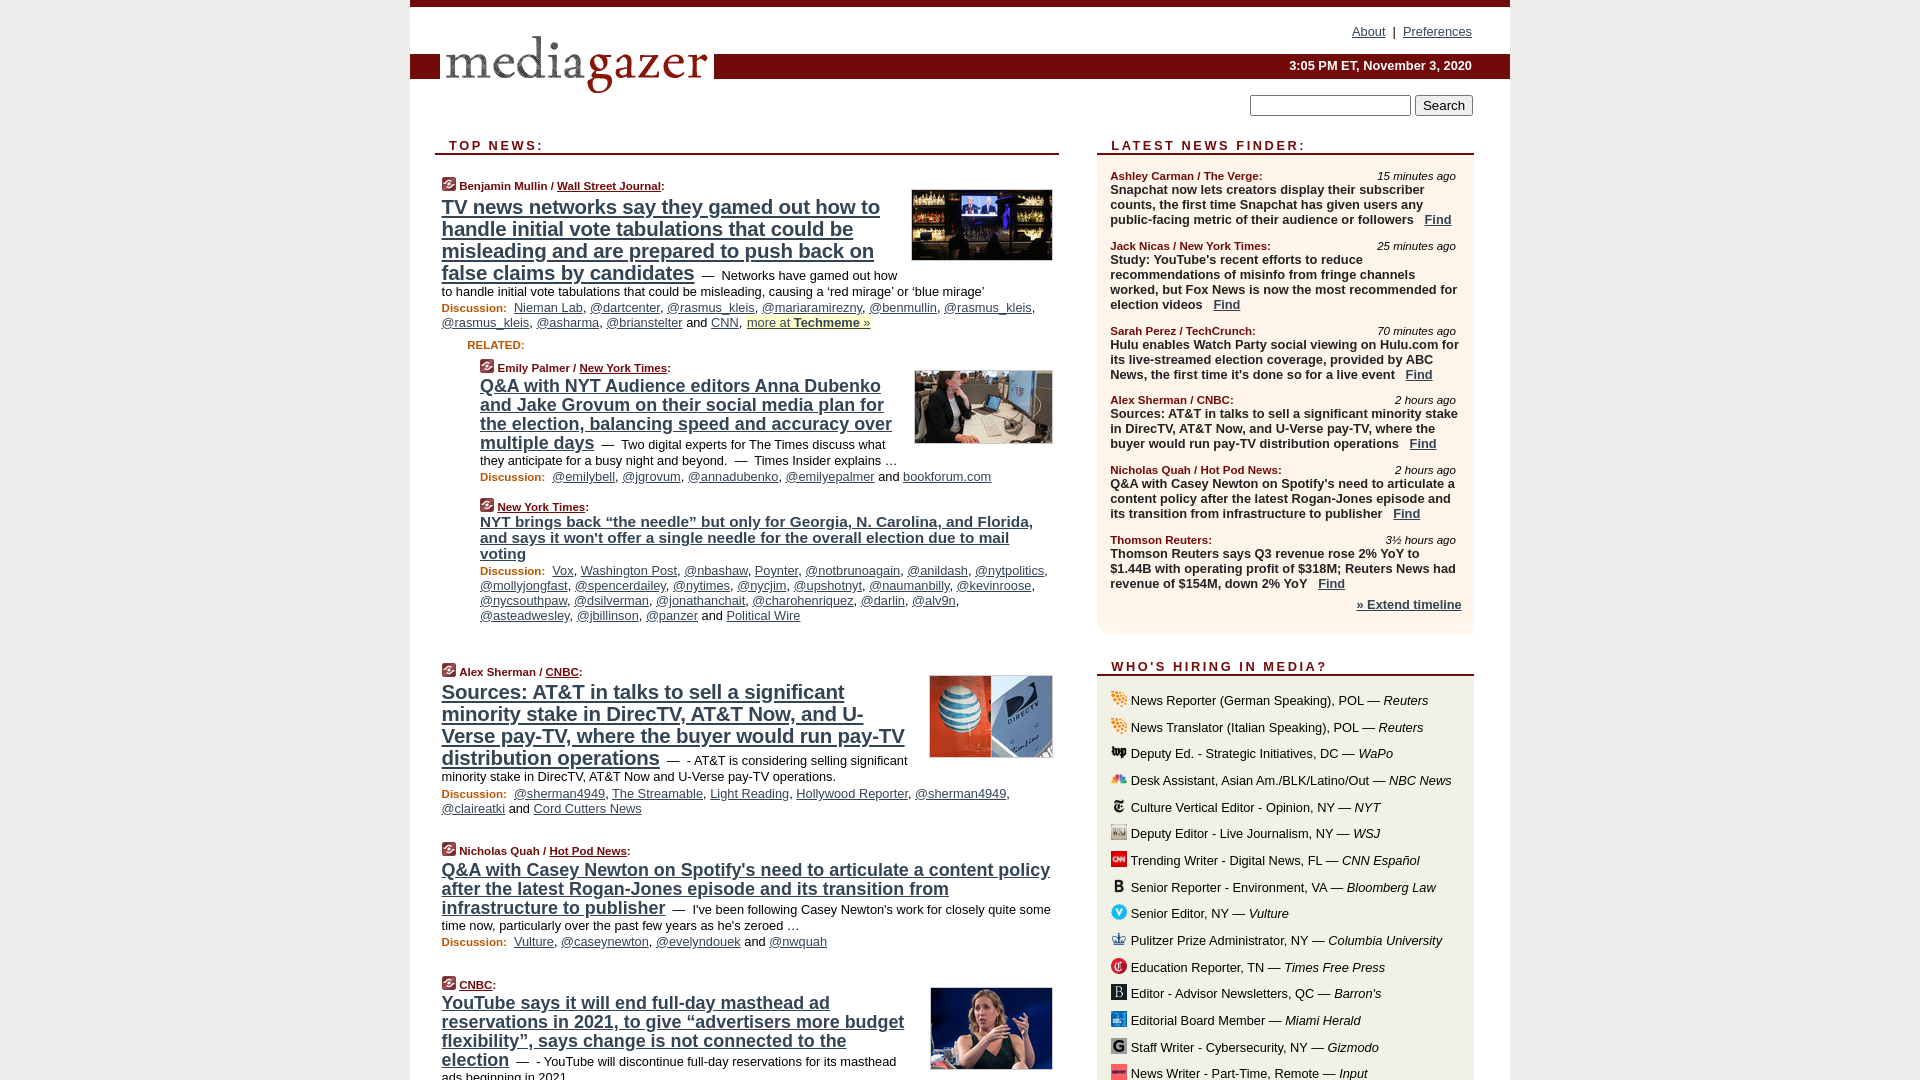 About | Preferences
mediagazer
3:05 PM ET, November 3, 2020
Search
TOP NEWS:
Benjamin Mullin / Wall Street Journal:
TV news networks say they gamed out how to
handle initial vote tabulations that could be
misleading and are prepared to push back on
false claims by candidates — Networks have gamed out how
to handle initial vote tabulations that could be misleading, causing a ‘red mirage’ or ‘blue mirage’
Discussion: Nieman Lab, @dartcenter, @rasmus_kleis, @mariaramirezny, @benmullin, @rasmus_kleis,
@rasmus_kleis, @asharma, @brianstelter and CNN, more at Techmeme »
RELATED:
Emily Palmer / New York Times:
Q&A with NYT Audience editors Anna Dubenko
and Jake Grovum on their social media plan for
the election, balancing speed and accuracy over
multiple days — Two digital experts for The Times discuss what
they anticipate for a busy night and beyond. — Times Insider explains …
Discussion: @emilybell, @jgrovum, @annadubenko, @emilyepalmer and bookforum.com
New York Times:
NYT brings back “the needle” but only for Georgia, N. Carolina, and Florida,
and says it won't offer a single needle for the overall election due to mail
voting
Discussion: Vox, Washington Post, @nbashaw, Poynter, @notbrunoagain, @anildash, @nytpolitics,
@mollyjongfast, @spencerdailey, @nytimes, @nycjim, @upshotnyt, @naumanbilly, @kevinroose,
@nycsouthpaw, @dsilverman, @jonathanchait, @charohenriquez, @darlin, @alv9n,
@asteadwesley, @jbillinson, @panzer and Political Wire
Alex Sherman / CNBC:
Sources: AT&T in talks to sell a significant
minority stake in DirecTV, AT&T Now, and U-
Verse pay-TV, where the buyer would run pay-TV
distribution operations — - AT&T is considering selling significant
minority stake in DirecTV, AT&T Now and U-Verse pay-TV operations.
Discussion: @sherman4949, The Streamable, Light Reading, Hollywood Reporter, @sherman4949,
@claireatki and Cord Cutters News
DIRECTV
Nicholas Quah / Hot Pod News:
Q&A with Casey Newton on Spotify's need to articulate a content policy
after the latest Rogan-Jones episode and its transition from
infrastructure to publisher — I've been following Casey Newton's work for closely quite some
time now, particularly over the past few years as he's zeroed …
Discussion: Vulture, @caseynewton, @evelyndouek and @nwquah
CNBC:
YouTube says it will end full-day masthead ad
reservations in 2021, to give “advertisers more budget
flexibility”, says change is not connected to the
election — - YouTube will discontinue full-day reservations for its masthead
ads beginning in 2021.
LATEST NEWS FINDER:
Ashley Carman / The Verge: 15 minutes ago
Snapchat now lets creators display their subscriber
counts, the first time Snapchat has given users any
public-facing metric of their audience or followers Find
Jack Nicas / New York Times: 25 minutes ago
Study: YouTube's recent efforts to reduce
recommendations of misinfo from fringe channels
worked, but Fox News is now the most recommended for
election videos Find
Sarah Perez / TechCrunch: 70 minutes ago
Hulu enables Watch Party social viewing on Hulu.com for
its live-streamed election coverage, provided by ABC
News, the first time it's done so for a live event Find
Alex Sherman / CNBC: 2 hours ago
Sources: AT&T in talks to sell a significant minority stake
in DirecTV, AT&T Now, and U-Verse pay-TV, where the
buyer would run pay-TV distribution operations Find
Nicholas Quah / Hot Pod News: 2 hours ago
Q&A with Casey Newton on Spotify's need to articulate a
content policy after the latest Rogan-Jones episode and
its transition from infrastructure to publisher Find
Thomson Reuters: 3½ hours ago
Thomson Reuters says Q3 revenue rose 2% YoY to
$1.44B with operating profit of $318M; Reuters News had
revenue of $154M, down 2% YoY Find
» Extend timeline
WHO'S HIRING IN MEDIA?
News Reporter (German Speaking), POL — Reuters
News Translator (Italian Speaking), POL — Reuters
wp Deputy Ed. - Strategic Initiatives, DC — WaPo
Desk Assistant, Asian Am./BLK/Latino/Out — NBC News
T Culture Vertical Editor - Opinion, NY — NYT
WSJ Deputy Editor - Live Journalism, NY — WSJ
CNN Trending Writer - Digital News, FL — CNN Español
B Senior Reporter - Environment, VA — Bloomberg Law
V Senior Editor, NY — Vulture
Pulitzer Prize Administrator, NY — Columbia University
Education Reporter, TN — Times Free Press
B Editor - Advisor Newsletters, QC — Barron's
Editorial Board Member — Miami Herald
G Staff Writer - Cybersecurity, NY — Gizmodo
News Writer - Part-Time, Remote — Input